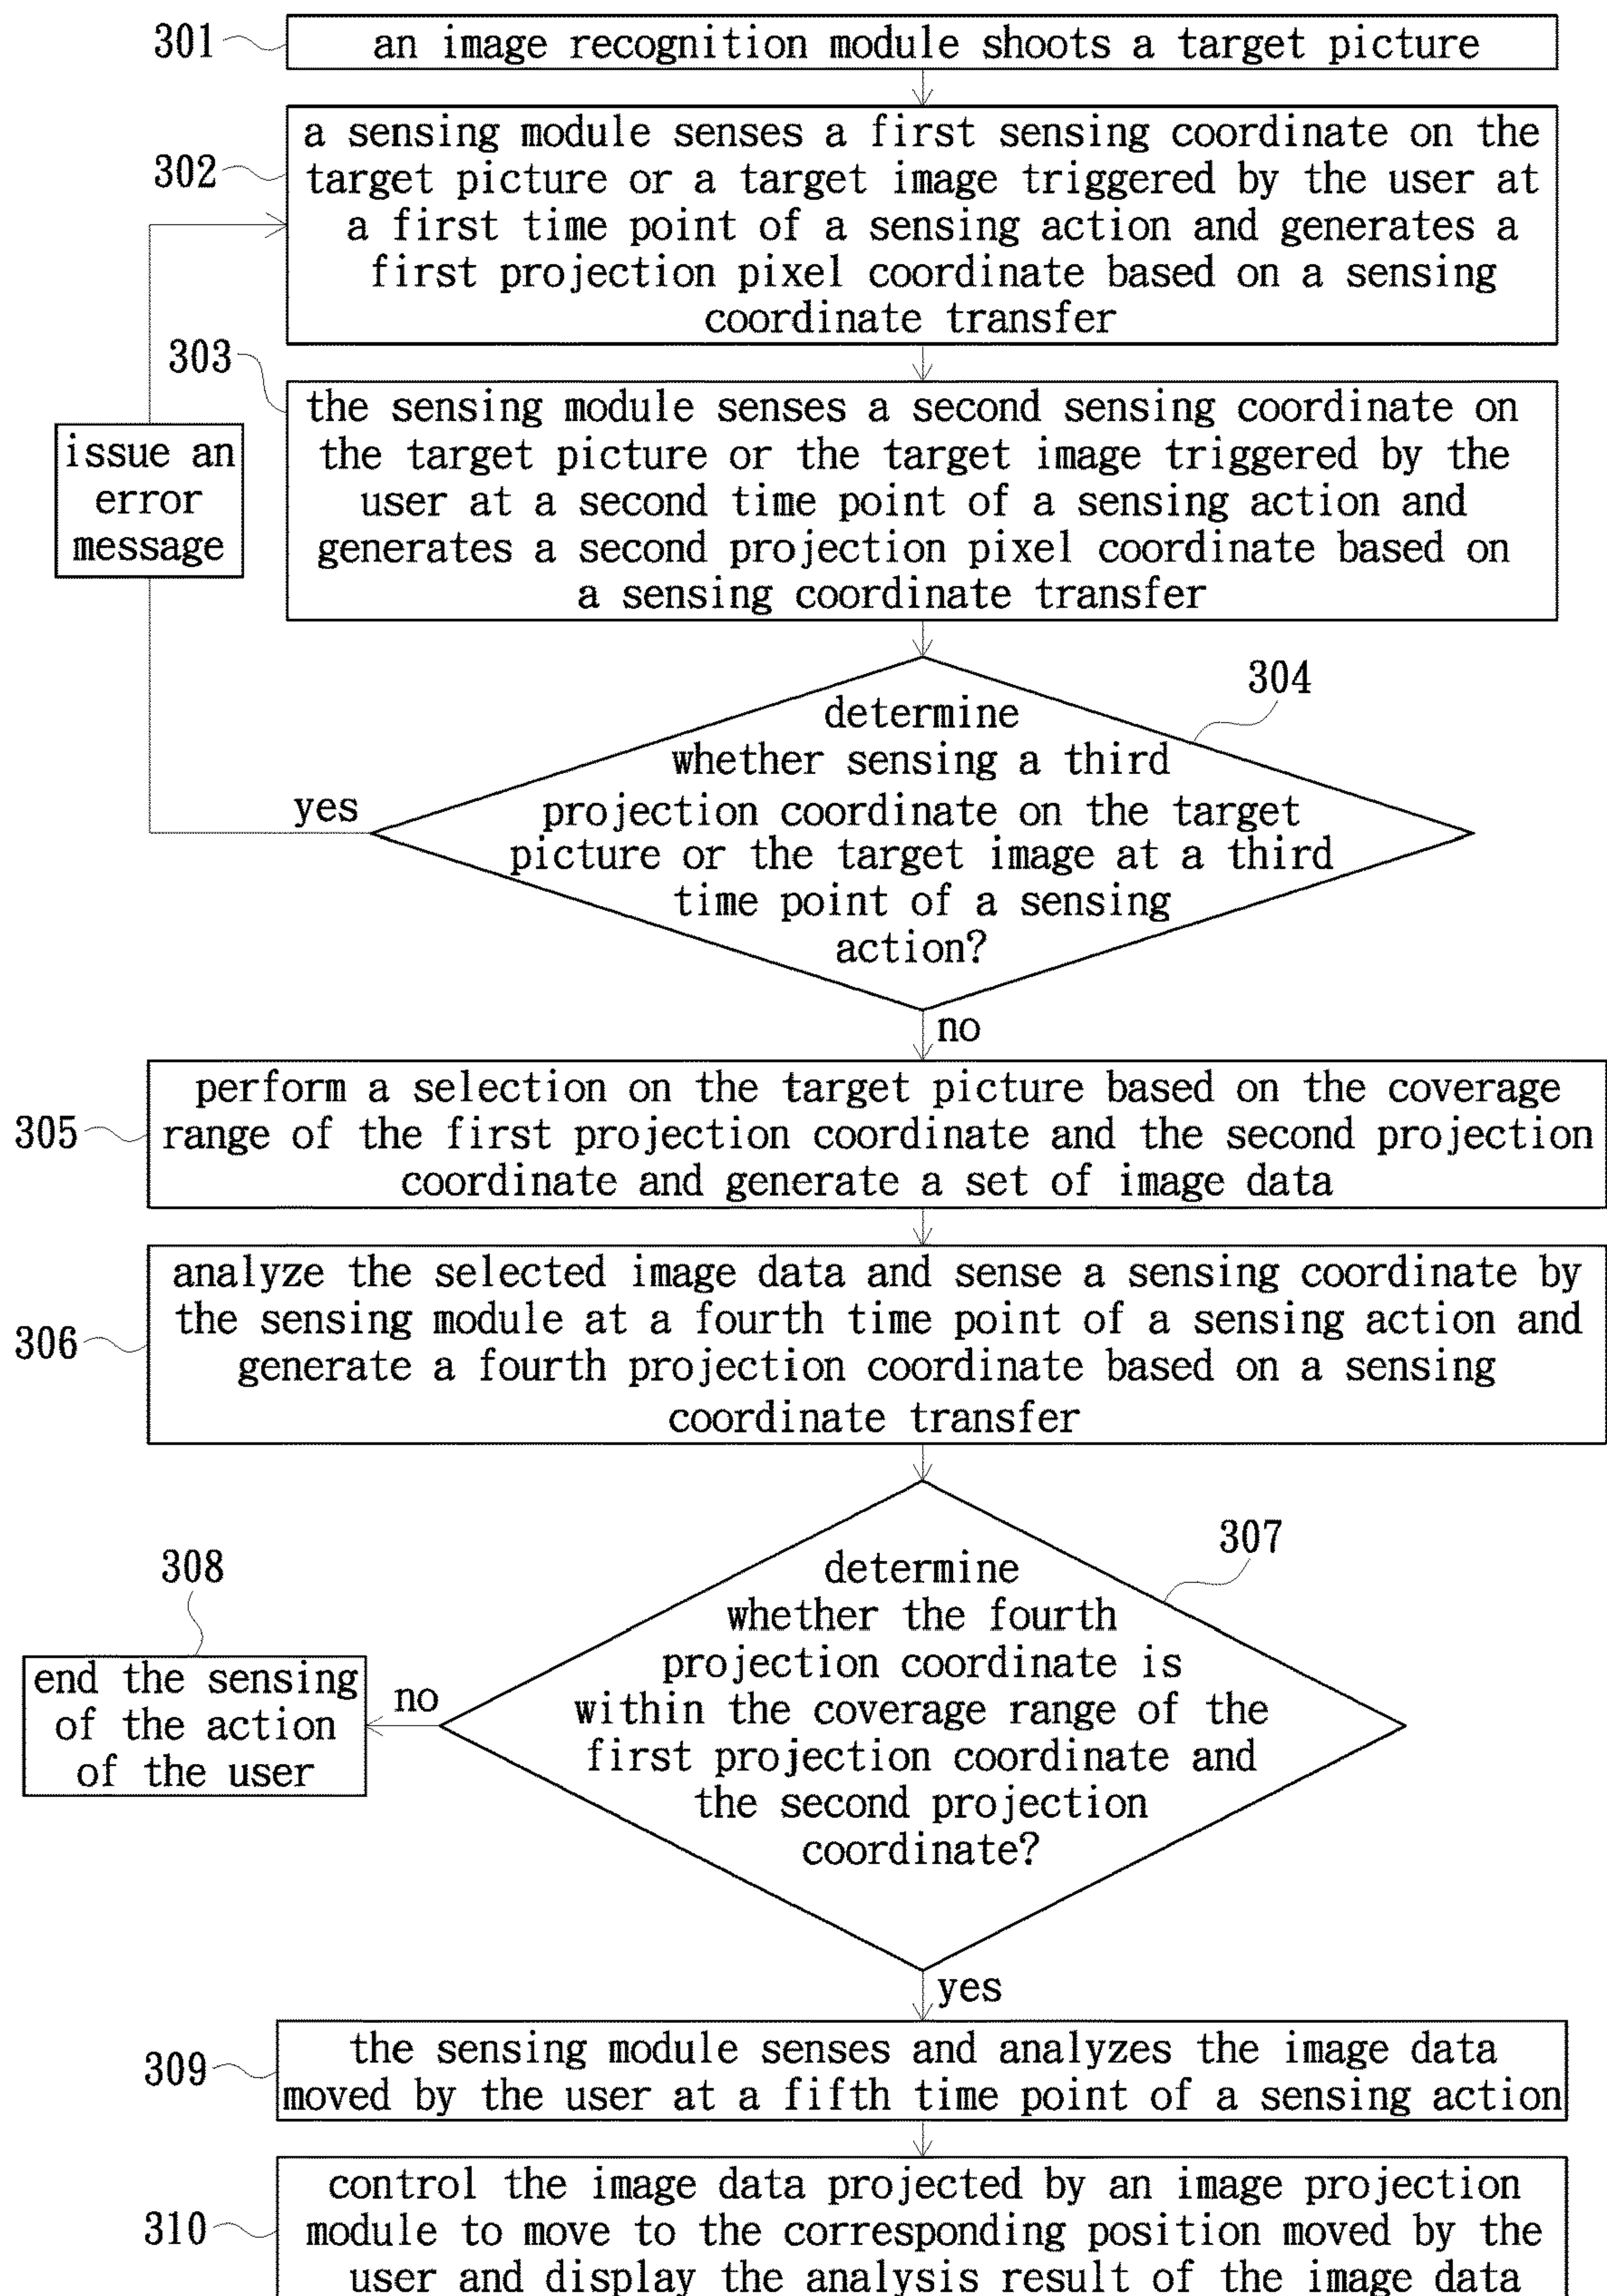 301
an image recognition module shoots a target picture
302
a sensing module senses a first sensing coordinate on the
target picture or a target image triggered by the user at
a first time point of a sensing action and generates a
first projection pixel coordinate based on a sensing
coordinate transfer
303
the sensing module senses a second sensing coordinate on
the target picture or the target image triggered by the
user at a second time point of a sensing action and
generates a second projection pixel coordinate based on
a sensing coordinate transfer
issue an
error
message
304
determine
whether sensing a third
projection coordinate on the target
picture or the target image at a third
time point of a sensing
action?
yes
no
305
perform a selection on the target picture based on the coverage
range of the first projection coordinate and the second projection
coordinate and generate a set of image data
306
analyze the selected image data and sense a sensing coordinate by
the sensing module at a fourth time point of a sensing action and
generate a fourth projection coordinate based on a sensing
coordinate transfer
307
determine
whether the fourth
projection coordinate is
within the coverage range of the
first projection coordinate and
the second projection
coordinate?
no
308
end the sensing
of the action
of the user
yes
309
the sensing module senses and analyzes the image data
moved by the user at a fifth time point of a sensing action
310
control the image data projected by an image projection
module to move to the corresponding position moved by the
user and display the analysis result of the image data